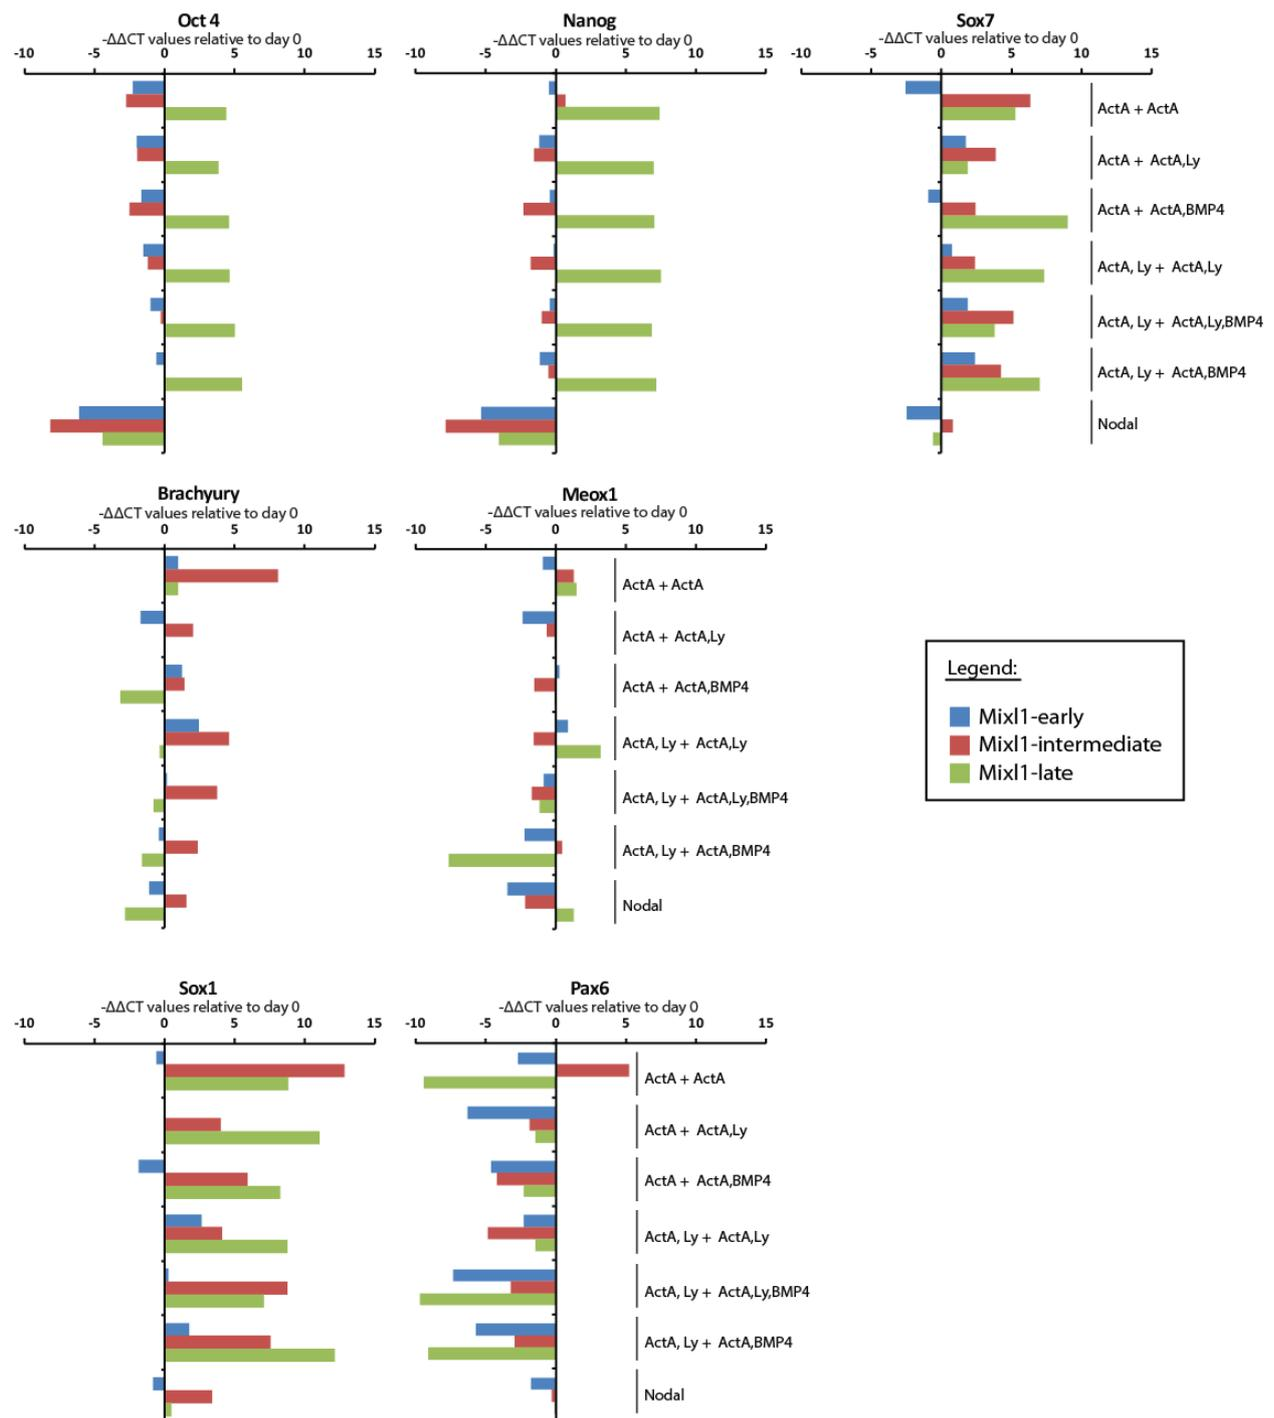 Oct 4
-ΔΔCT values relative to day 0
-10 -5 0 5 10 15
Nanog
-ΔΔCT values relative to day 0
-10 -5 0 5 10 15
Sox7
-ΔΔCT values relative to day 0
-10 -5 0 5 10 15
ActA + ActA
ActA + ActA,Ly
ActA + ActA,BMP4
ActA, Ly + ActA,Ly
ActA, Ly + ActA,Ly,BMP4
ActA, Ly + ActA,BMP4
Nodal
Brachyury
-ΔΔCT values relative to day 0
-10 -5 0 5 10 15
Meox1
-ΔΔCT values relative to day 0
-10 -5 0 5 10 15
ActA + ActA
ActA + ActA,Ly
ActA + ActA,BMP4
ActA, Ly + ActA,Ly
ActA, Ly + ActA,Ly,BMP4
ActA, Ly + ActA,BMP4
Nodal
Legend:
Mixl1-early
Mixl1-intermediate
Mixl1-late
Sox1
-ΔΔCT values relative to day 0
-10 -5 0 5 10 15
Pax6
-ΔΔCT values relative to day 0
-10 -5 0 5 10 15
ActA + ActA
ActA + ActA,Ly
ActA + ActA,BMP4
ActA, Ly + ActA,Ly
ActA, Ly + ActA,Ly,BMP4
ActA, Ly + ActA,BMP4
Nodal